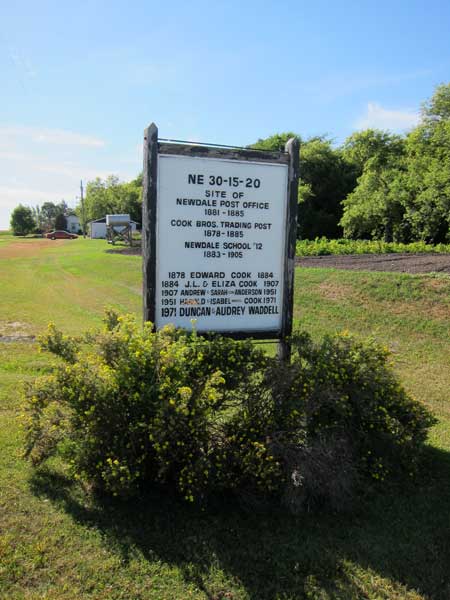 NE 30-15-20
SITE OF
NEWDALE POST OFFICE
1881 - 1885
COOK BROS. TRADING POST
1878 - 1885
NEWDALE SCHOOL '12
1883 - 1905
1878 EDWARD COOK 1884
1884 J.L. & ELIZA COOK 1907
1907 ANDREW & SARAH ANDERSON 1951
1951 HAROLD & ISABEL COOK 1971
1971 DUNCAN & AUDREY WADDELL